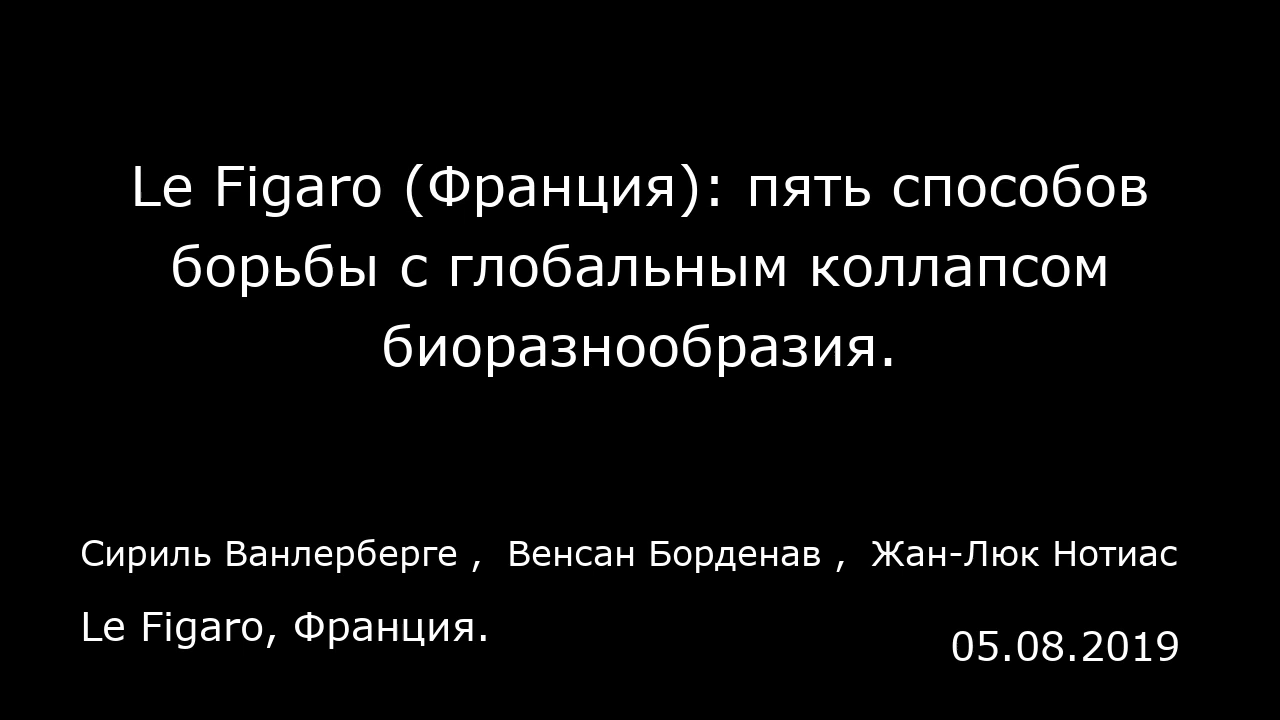 Le Figaro (Франция): пять способов
борьбы с глобальным коллапсом
биоразнообразия.
Сириль Ванлерберге , Венсан Борденав , Жан-Люк Нотиас
Le Figaro, Франция.
05.08.2019